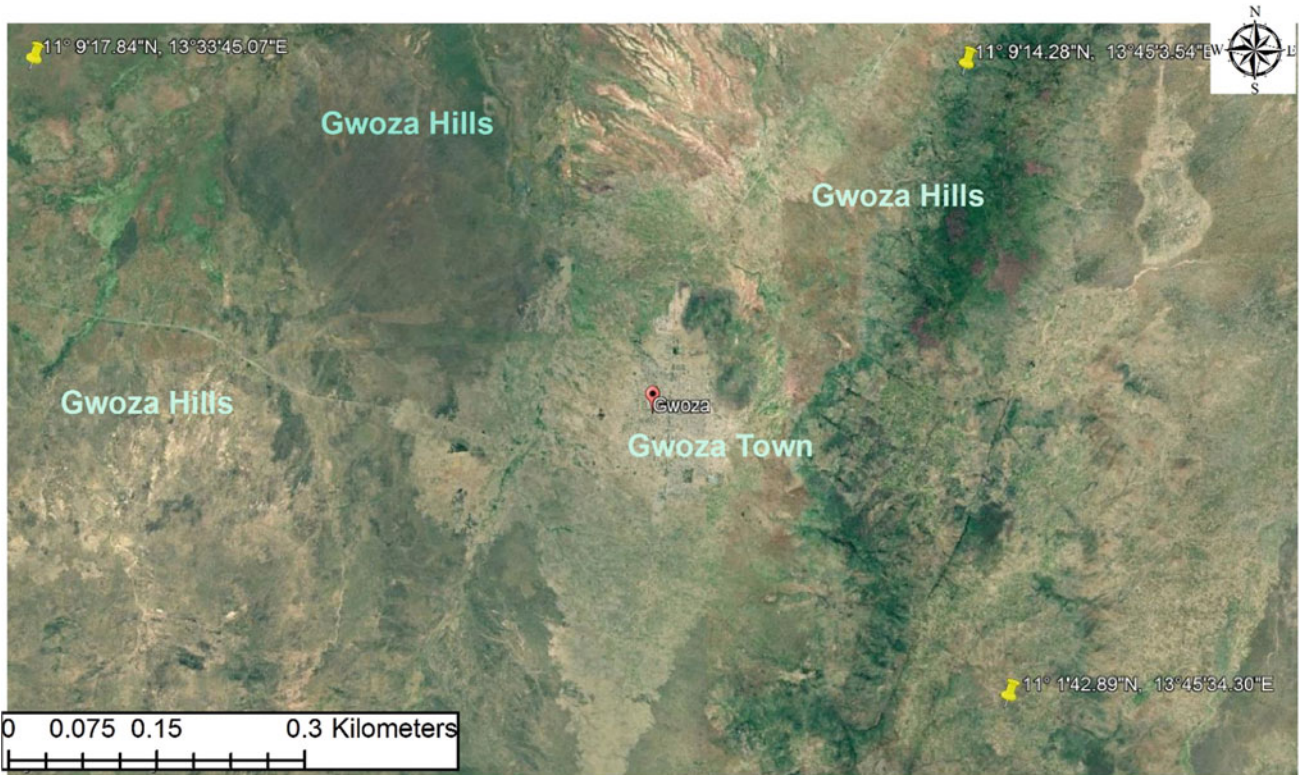 N
W E
S
11° 9'17.84"N, 13°33'45.07"E
11° 9'14.28"N, 13°45'3.54"E
Gwoza Hills
Gwoza Hills
Gwoza Hills
Gwoza
Gwoza Town
11° 1'42.89"N, 13°45'34.30"E
0 0.075 0.15 0.3 Kilometers